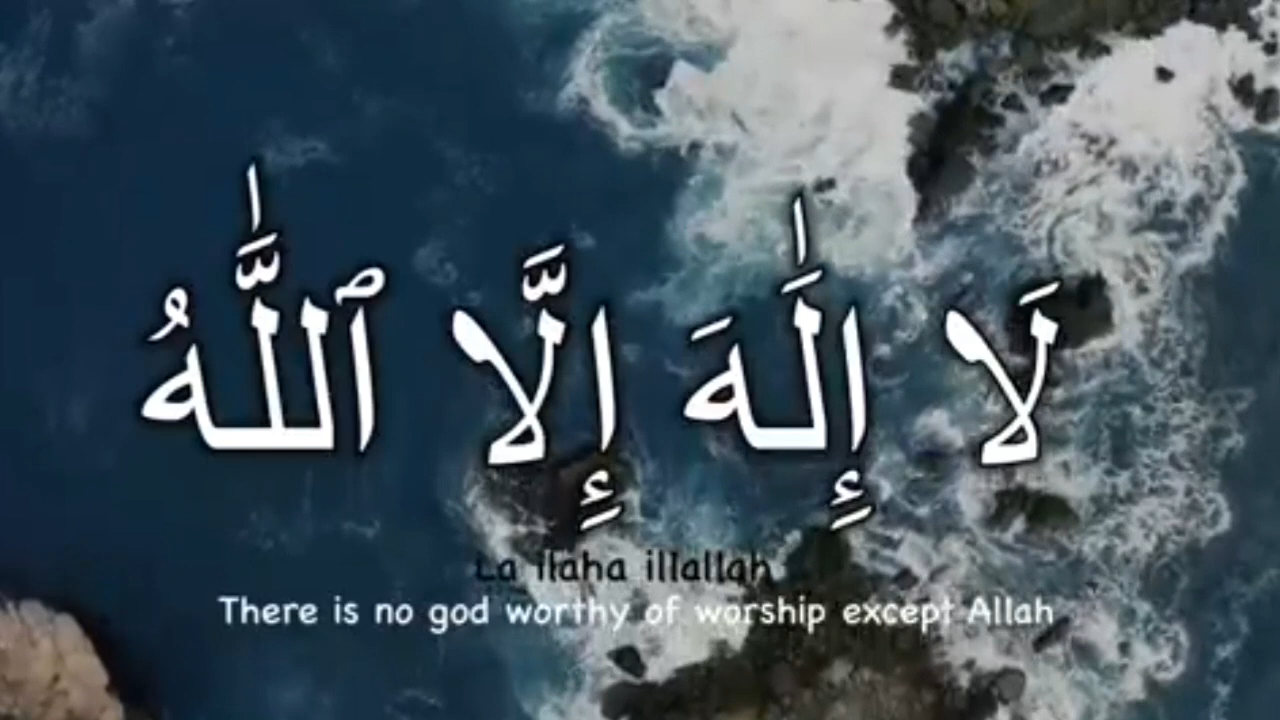 لَا إِلَٰهَ إِلَّا ٱللَّٰهُ
La ilaha illallah
There is no god worthy of worship except Allah